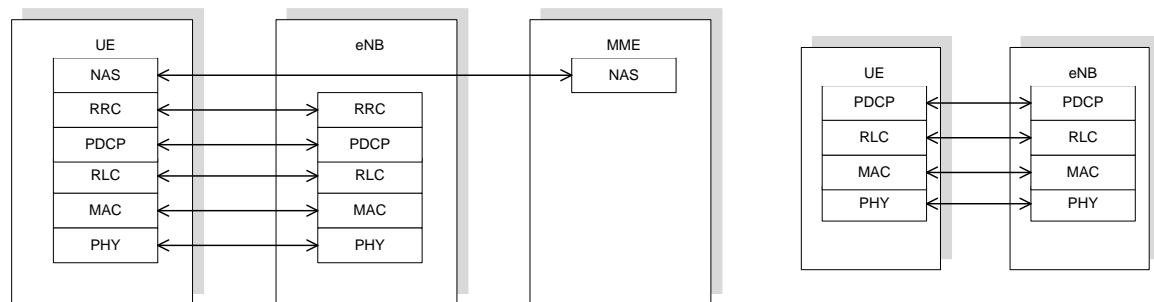 UE
NAS
RRC
PDCP
RLC
MAC
PHY
eNB
RRC
PDCP
RLC
MAC
PHY
MME
NAS
UE
PDCP
RLC
MAC
PHY
eNB
PDCP
RLC
MAC
PHY